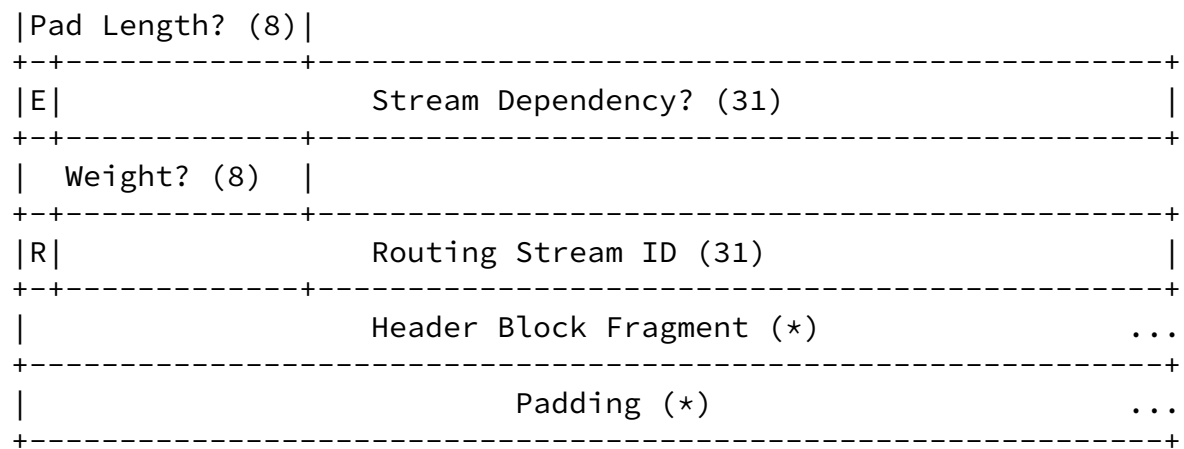 |Pad Length? (8)|
+-+-------------+-----------------------------------------------+
|E|                 Stream Dependency? (31)                     |
+-+-------------+-----------------------------------------------+
|  Weight? (8)  |
+-+-------------+-----------------------------------------------+
|R|                 Routing Stream ID (31)                      |
+-+-------------+-----------------------------------------------+
|                   Header Block Fragment (*)                 ...
+---------------------------------------------------------------+
|                           Padding (*)                       ...
+---------------------------------------------------------------+